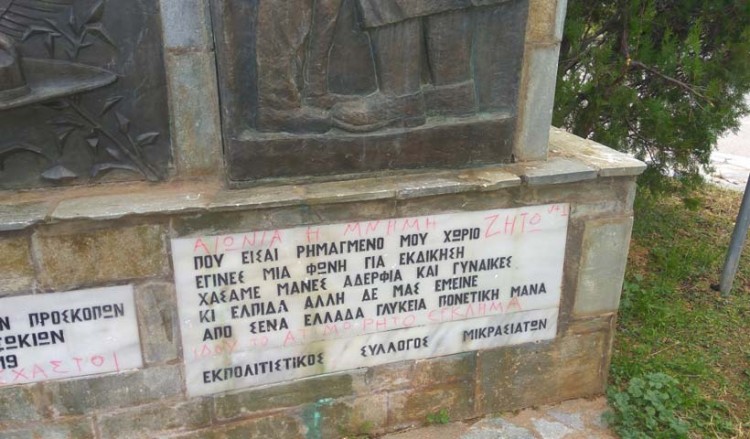 Ν ΠΡΟΣΚΟΠΩΝ
ΩΚΙΩΝ
19
ΧΑΣΤΟΙ
ΑΙΩΝΙΑ Η ΜΝΗΜΗ ΖΗΤΩ
ΠΟΥ ΕΙΣΑΙ ΡΗΜΑΓΜΕΝΟ ΜΟΥ ΧΩΡΙΟ
ΕΓΙΝΕΣ ΜΙΑ ΦΩΝΗ ΓΙΑ ΕΚΔΙΚΗΣΗ
ΧΑΣΑΜΕ ΜΑΝΕΣ ΑΔΕΡΦΙΑ ΚΑΙ ΓΥΝΑΙΚΕΣ
ΚΙ ΕΛΠΙΔΑ ΑΛΛΗ ΔΕ ΜΑΣ ΕΜΕΙΝΕ
ΑΠΟ ΣΕΝΑ ΕΛΛΑΔΑ ΓΛΥΚΕΙΑ ΠΟΝΕΤΙΚΗ ΜΑΝΑ
ΙΔΟΥ ΤΟ ΕΓΚΛΗΜΑ
ΕΚΠΟΛΙΤΙΣΤΙΚΟΣ ΣΥΛΛΟΓΟΣ ΜΙΚΡΑΣΙΑΤΩΝ